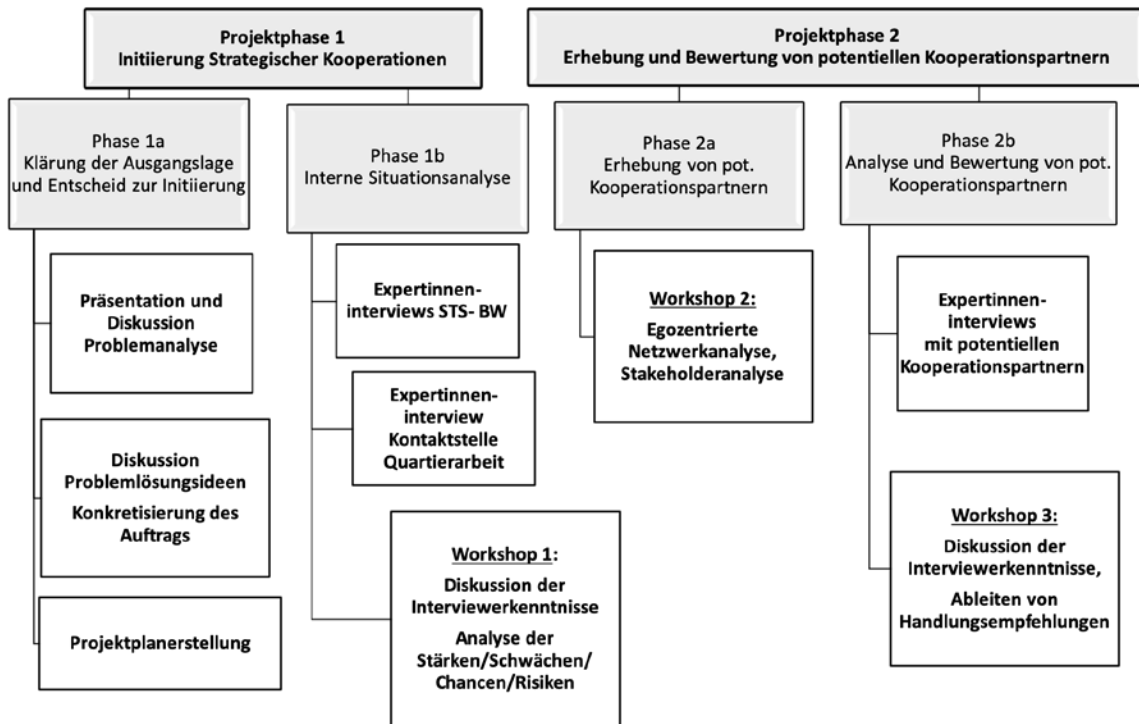 Projektphase 1
Initiierung Strategischer Kooperationen
Projektphase 2
Erhebung und Bewertung von potentiellen Kooperationspartnern
Phase 1a
Klärung der Ausgangslage
und Entscheid zur Initiierung
Phase 1b
Interne Situationsanalyse
Phase 2a
Erhebung von pot.
Kooperationspartnern
Phase 2b
Analyse und Bewertung von pot.
Kooperationspartnern
Präsentation und
Diskussion
Problemanalyse
Diskussion
Problemlösungsideen
Konkretisierung des
Auftrags
Projektplanerstellung
Expertinnen-
interviews STS- BW
Expertinnen-
interview
Kontaktstelle
Quartierarbeit
Workshop 1:
Diskussion der
Interviewerkenntnisse
Analyse der
Stärken/Schwächen/
Chancen/Risiken
Workshop 2:
Egozentrierte
Netzwerkanalyse,
Stakeholderanalyse
Expertinnen-
interviews
mit potentiellen
Kooperationspartnern
Workshop 3:
Diskussion der
Interviewerkenntnisse,
Ableiten von
Handlungsempfehlungen